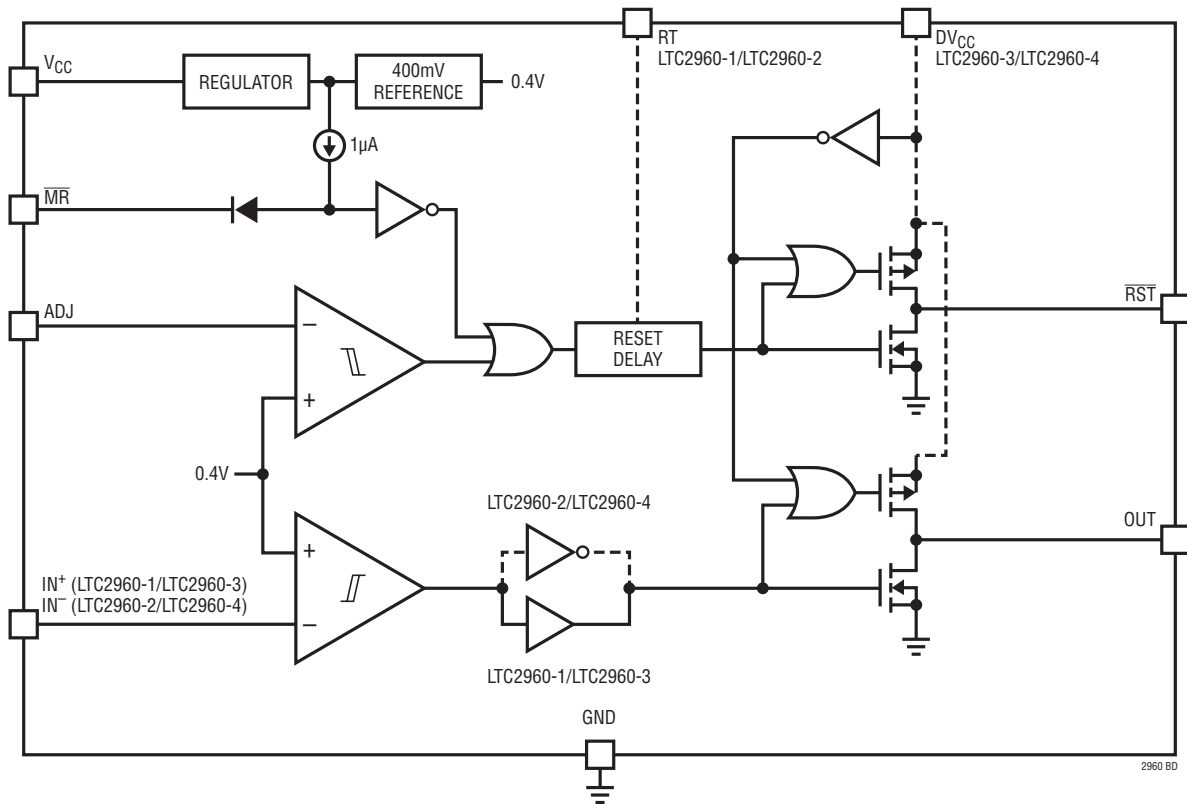 RT
LTC2960-1/LTC2960-2
DVCC
LTC2960-3/LTC2960-4
VCC
REGULATOR
400mV
REFERENCE
0.4V
1µA
MR
ADJ
−
+
RESET
DELAY
RST
0.4V
LTC2960-2/LTC2960-4
OUT
+
IN+ (LTC2960-1/LTC2960-3)
IN− (LTC2960-2/LTC2960-4)
−
LTC2960-1/LTC2960-3
GND
2960 BD